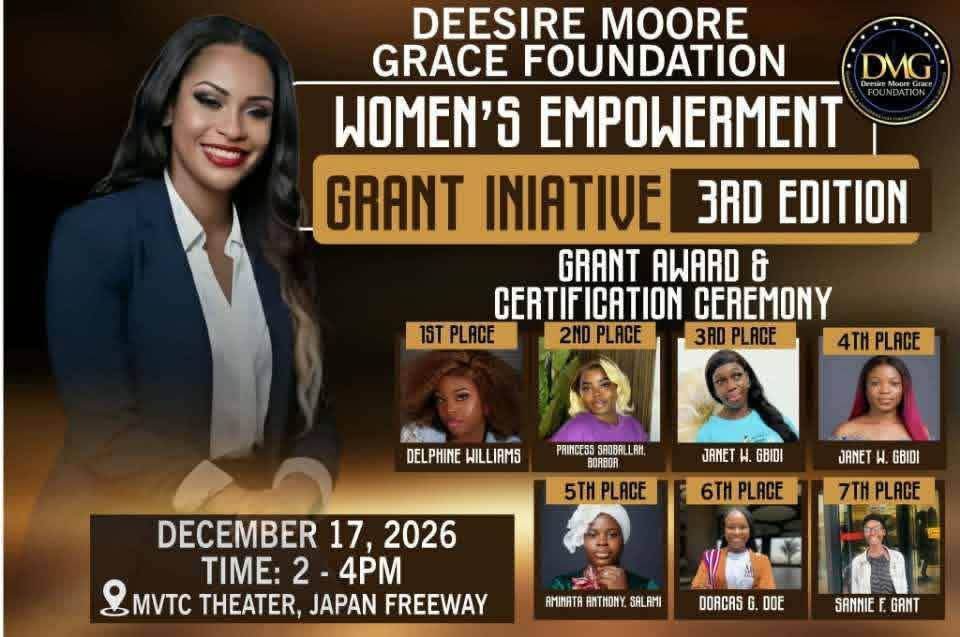 DEESIRE MOORE
GRACE FOUNDATION
DMG
Deesire Moore Grace
FOUNDATION
WOMEN'S EMPOWERMENT
GRANT INIATIVE
3RD EDITION
GRANT AWARD &
CERTIFICATION CEREMONY
1ST PLACE
DELPHINE WILLIAMS
2ND PLACE
PRINCESS SADBALLAH,
BORBOR
3RD PLACE
JANET W. GBIDI
4TH PLACE
JANET W. GBIDI
5TH PLACE
AMINATA ANTHONY, SALAMI
6TH PLACE
DORCAS G. DOE
7TH PLACE
SANNIE F. GANT
DECEMBER 17, 2026
TIME: 2 - 4PM
MVTC THEATER, JAPAN FREEWAY